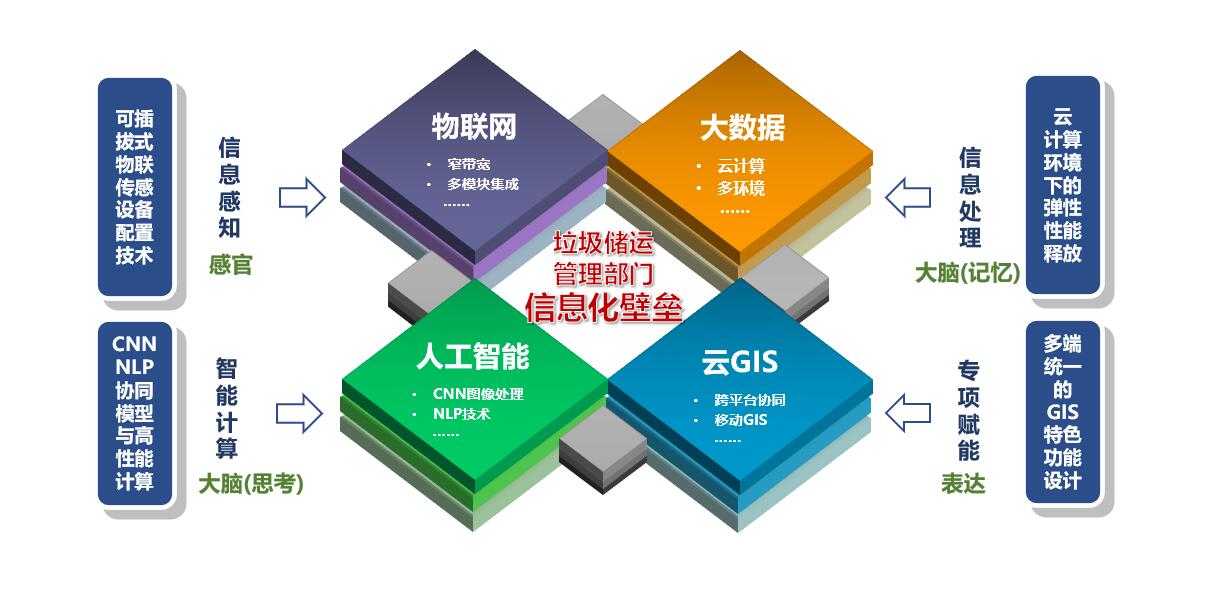 可插
拔式
物联
传感
设备
配置
技术
信
息
感
知
感官
物联网
• 窄带宽
• 多模块集成
……
大数据
• 云计算
• 多环境
……
信
息
处
理
大脑(记忆)
云
计算
环境
下的
弹性
性能
释放
垃圾储运
管理部门
信息化壁垒
CNN
NLP
协同
模型
与高
性能
计算
智
能
计
算
大脑(思考)
人工智能
• CNN图像处理
• NLP技术
……
云GIS
• 跨平台协同
• 移动GIS
……
专
项
赋
能
表达
多端
统一
的
GIS
特色
功能
设计